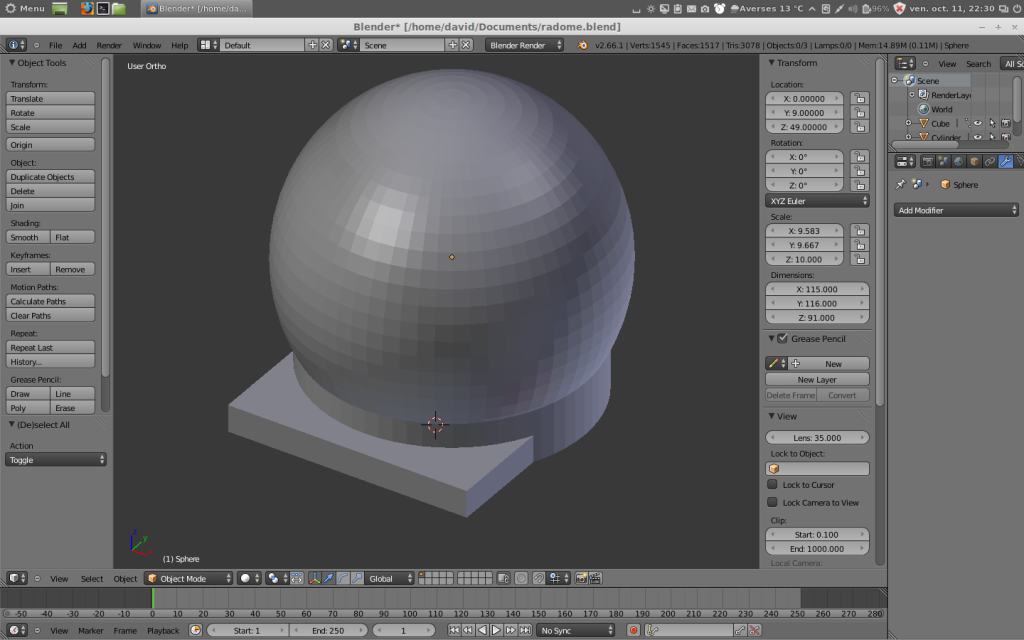 Menu
Blender* [/home/da...
Averses 13 °C
96%
ven. oct. 11, 22:30
Blender* [/home/david/Documents/radome.blend]
File Add Render Window Help
Default
Scene
Blender Render
v2.66.1 | Verts:1545 | Faces:1517 | Tris:3078 | Objects:0/3 | Lamps:0/0 | Mem:14.89M (0.11M) | Sphere
View Search All Sc
Object Tools
Transform:
Translate
Rotate
Scale
Origin
Object:
Duplicate Objects
Delete
Join
Shading:
Smooth Flat
Keyframes:
Insert Remove
Motion Paths:
Calculate Paths
Clear Paths
Repeat:
Repeat Last
History...
Grease Pencil:
Draw Line
Poly Erase
(De)select All
Action
Toggle
User Ortho
(1) Sphere
Transform
Location:
X: 0.00000
Y: 9.00000
Z: 49.00000
Rotation:
X: 0°
Y: 0°
Z: 0°
XYZ Euler
Scale:
X: 9.583
Y: 9.667
Z: 10.000
Dimensions:
X: 115.000
Y: 116.000
Z: 91.000
Grease Pencil
New
New Layer
Delete Frame Convert
View
Lens: 35.000
Lock to Object:
Lock to Cursor
Lock Camera to View
Clip:
Start: 0.100
End: 1000.000
Local Camera:
Scene
RenderLaye
World
Cube
Cylinder
Sphere
Add Modifier
View Select Object
Object Mode
Global
-50 -40 -30 -20 -10 0 10 20 30 40 50 60 70 80 90 100 110 120 130 140 150 160 170 180 190 200 210 220 230 240 250 260 270 280
View Marker Frame Playback
Start: 1
End: 250
1
No Sync